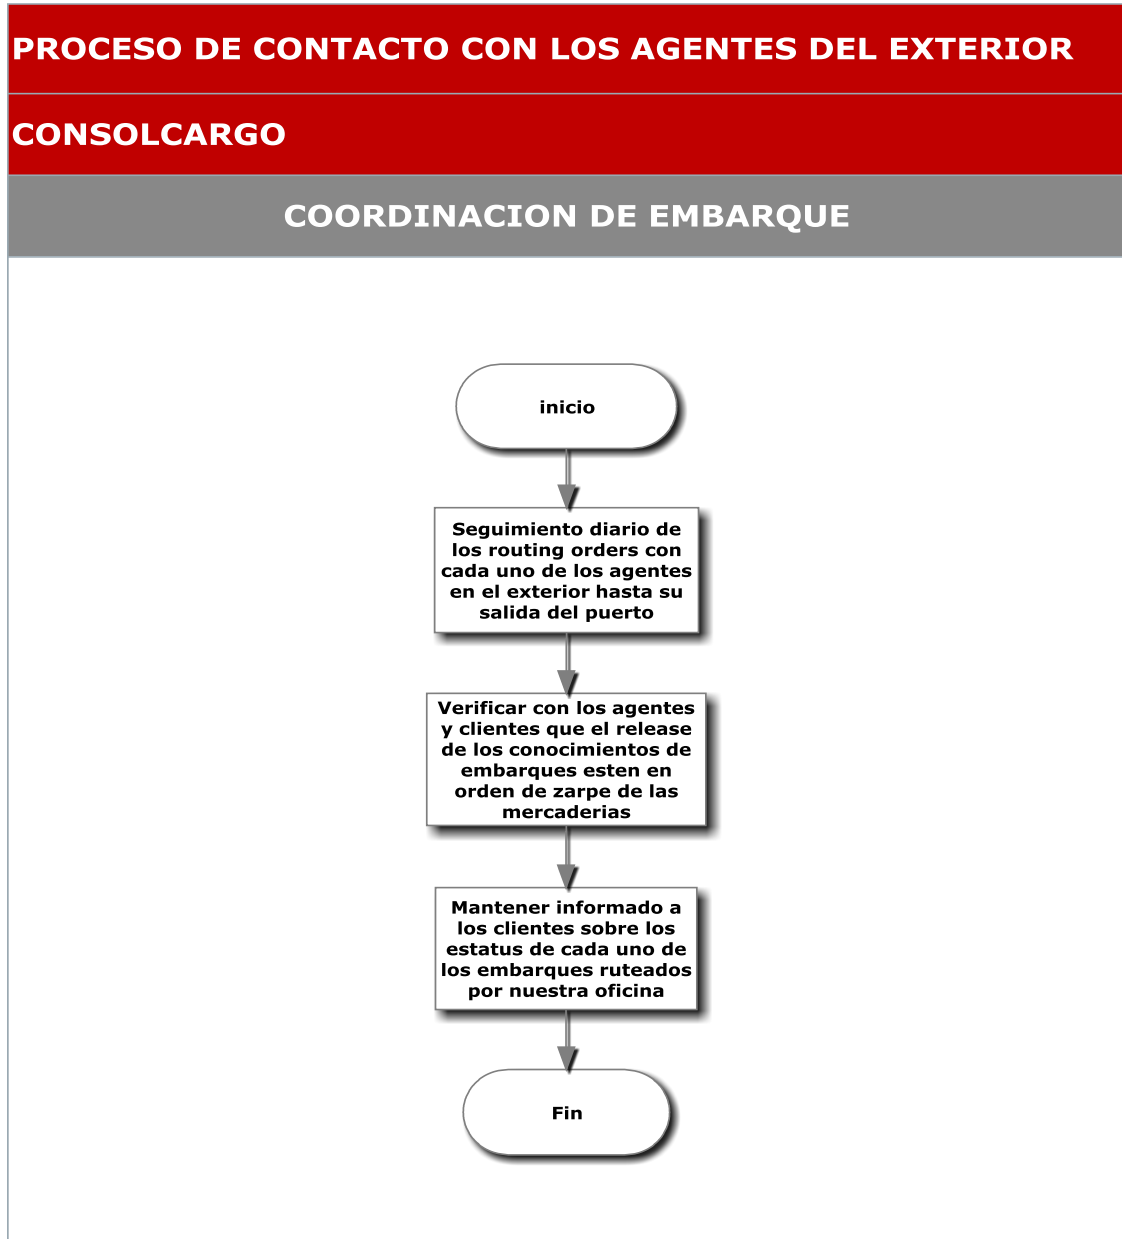 PROCESO DE CONTACTO CON LOS AGENTES DEL EXTERIOR
CONSOLCARGO
COORDINACION DE EMBARQUE
inicio
Seguimiento diario de
los routing orders con
cada uno de los agentes
en el exterior hasta su
salida del puerto
Verificar con los agentes
y clientes que el release
de los conocimientos de
embarques esten en
orden de zarpe de las
mercaderias
Mantener informado a
los clientes sobre los
estatus de cada uno de
los embarques ruteados
por nuestra oficina
Fin